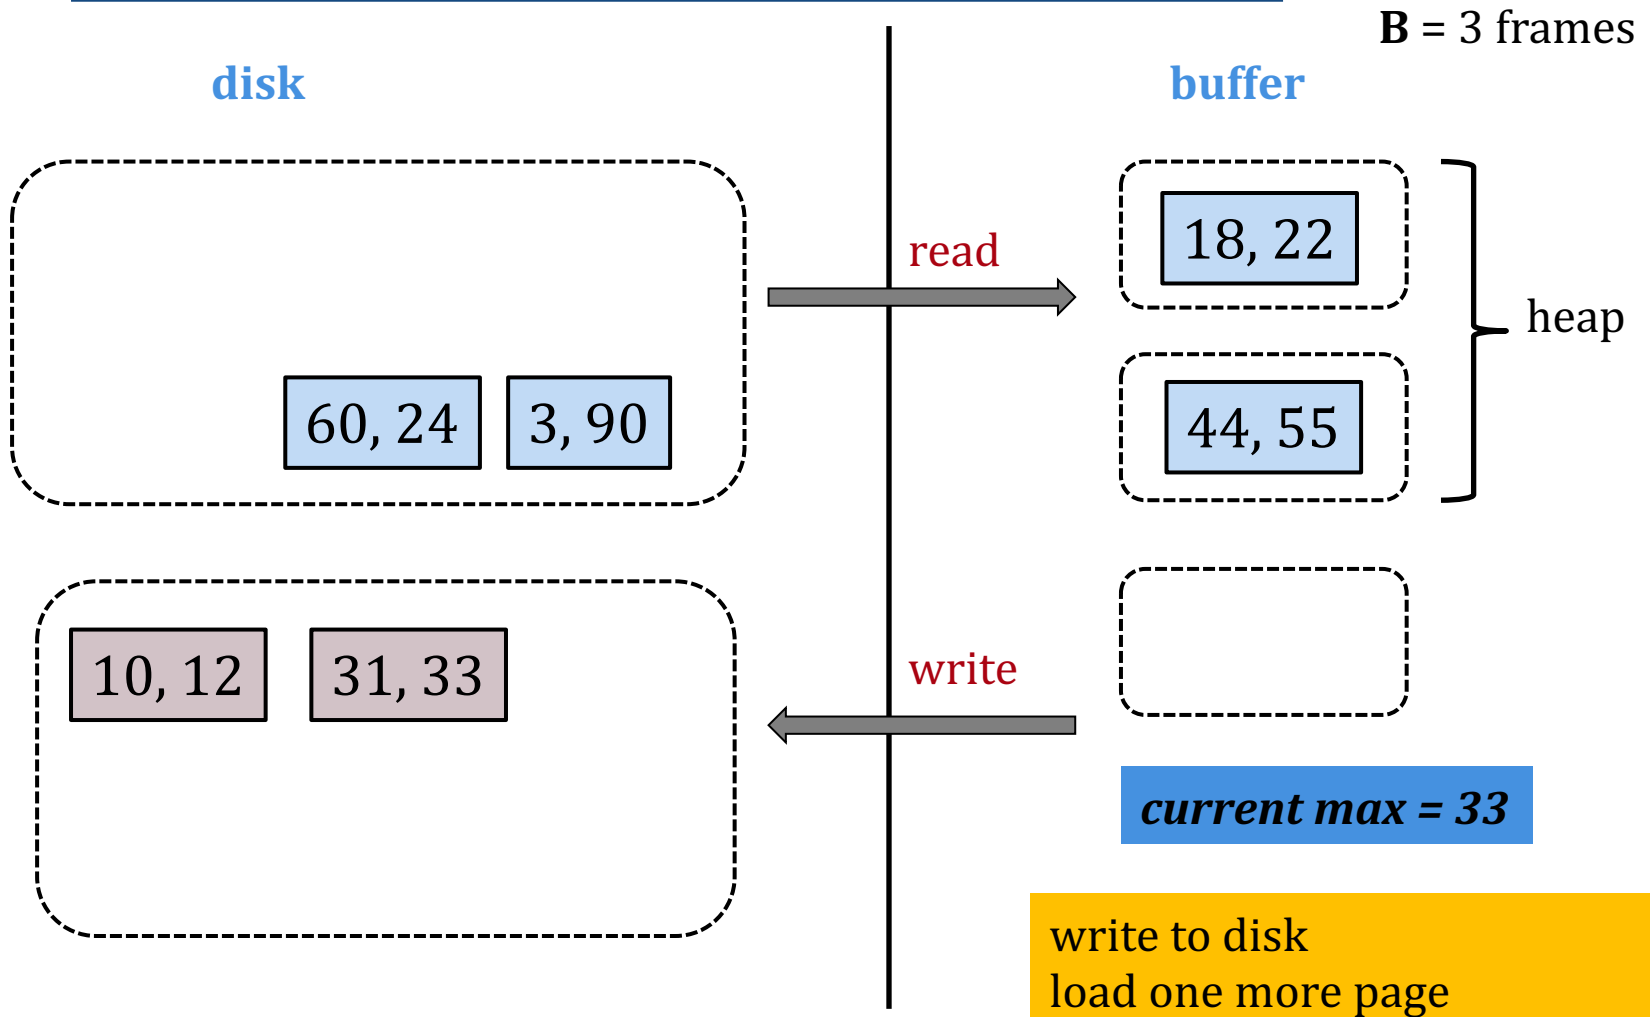 B = 3 frames
disk
buffer
read
18, 22
heap
60, 24
3, 90
44, 55
10, 12
31, 33
write
current max = 33
write to disk
load one more page